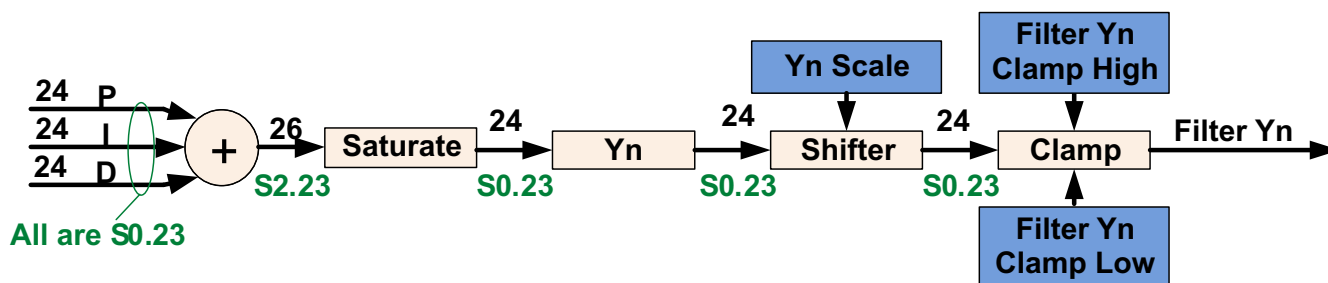 24 P
24 I
24 D
All are S0.23
+
26
S2.23
Saturate
24
S0.23
Yn
24
S0.23
Yn Scale
Shifter
24
S0.23
Filter Yn
Clamp High
Clamp
Filter Yn
Clamp Low
Filter Yn